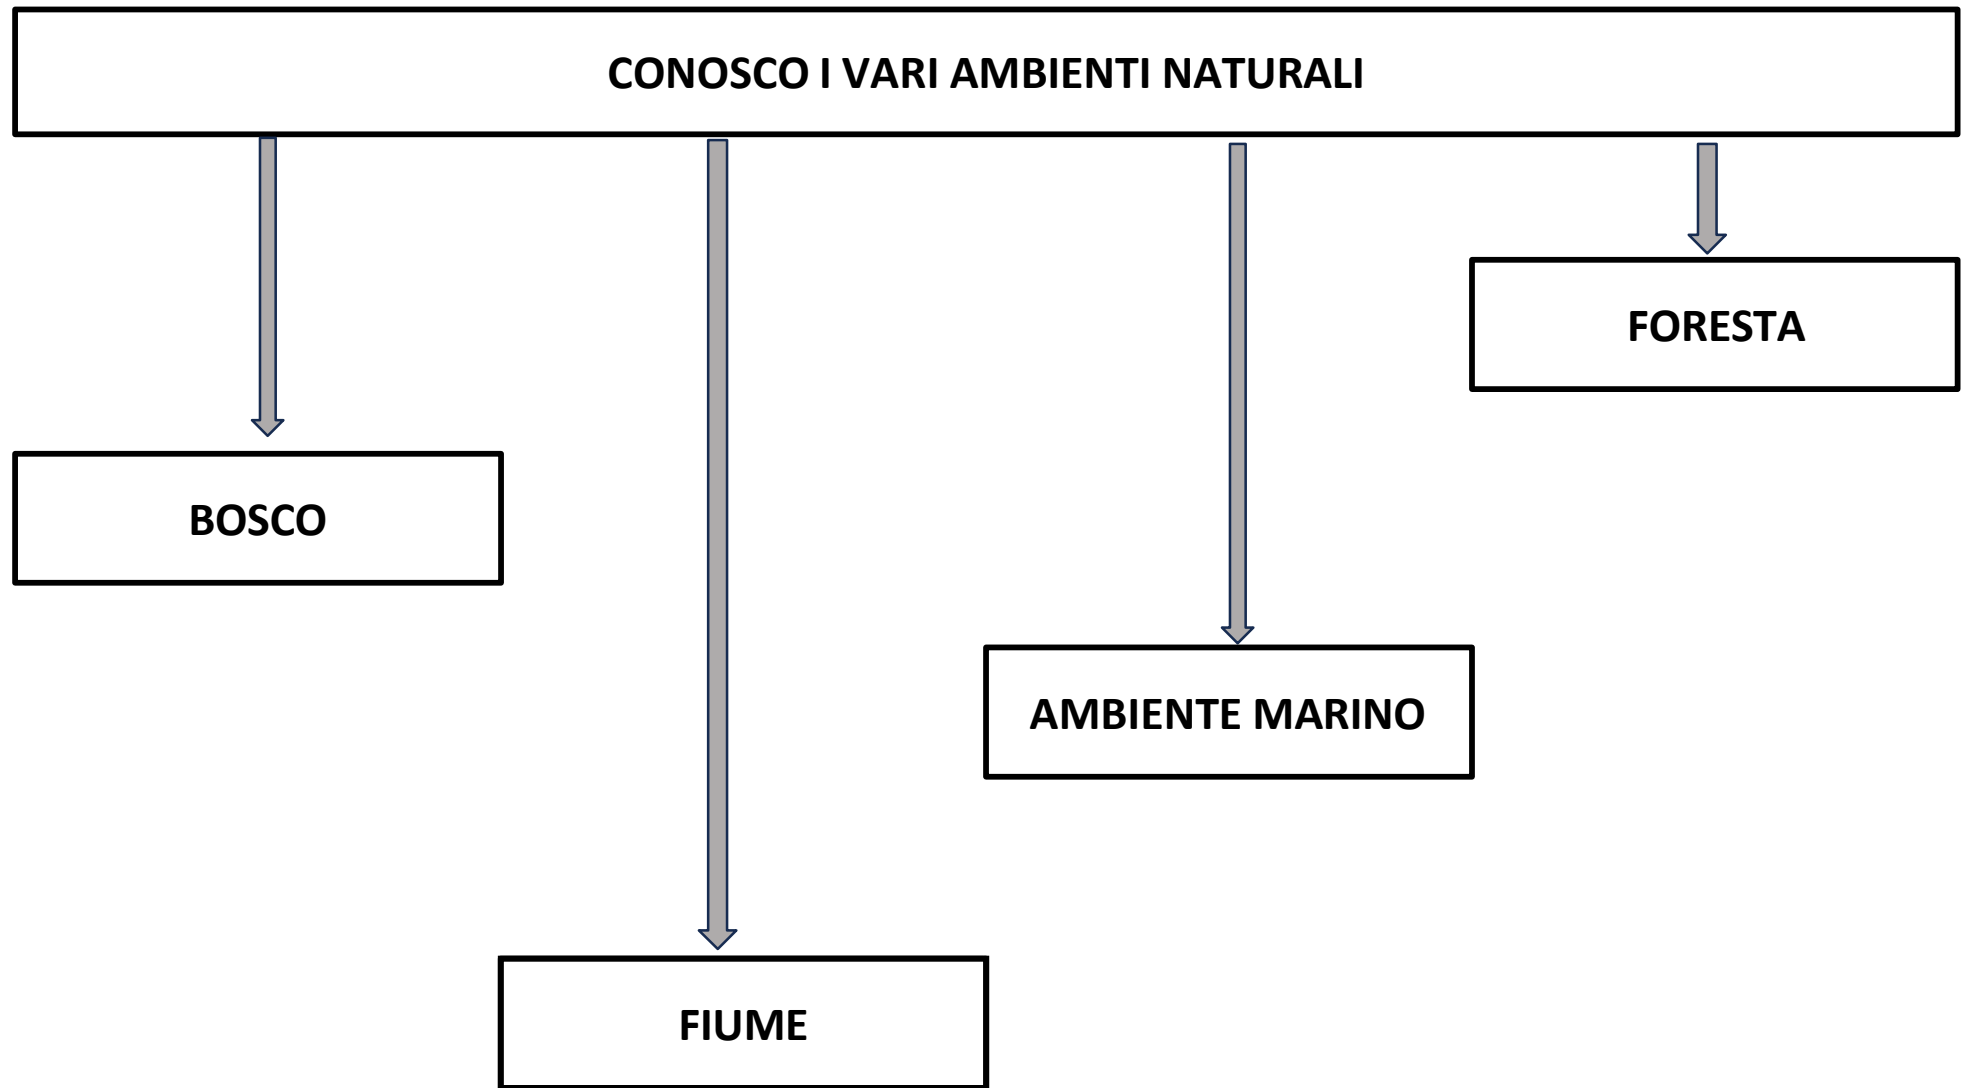 CONOSCO I VARI AMBIENTI NATURALI
FORESTA
BOSCO
AMBIENTE MARINO
FIUME